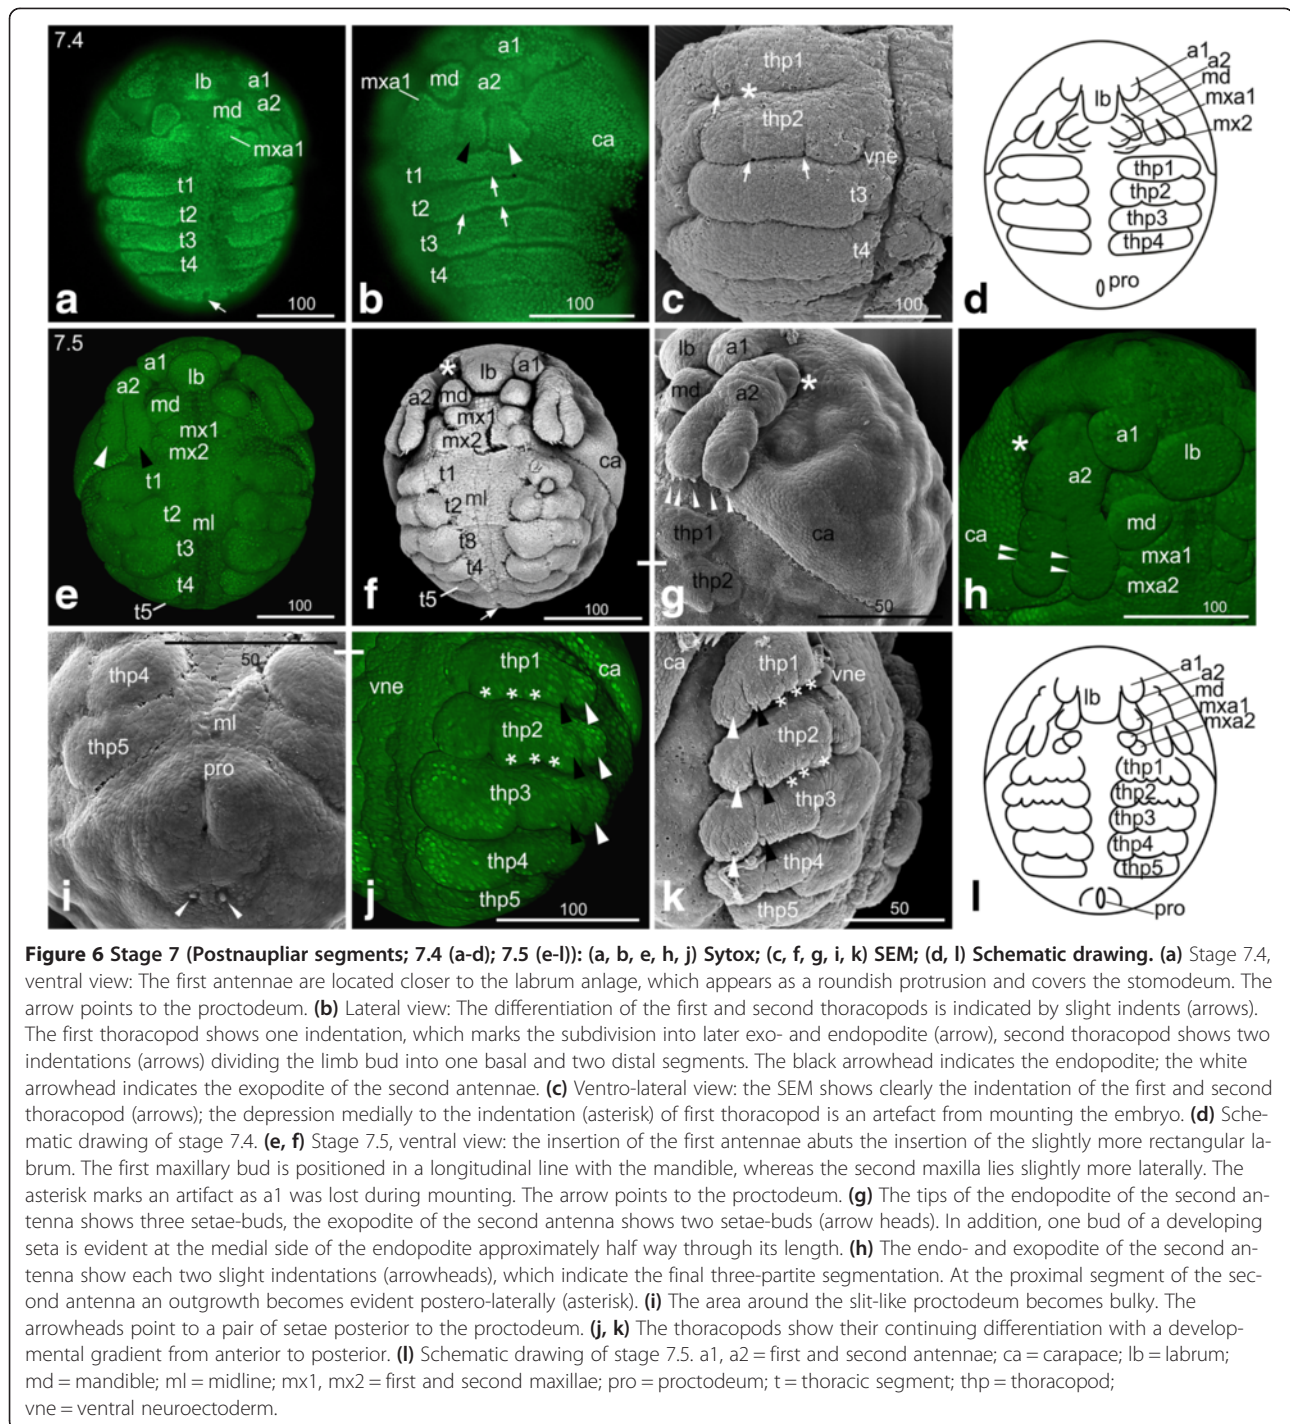 7.4
lb
a1
a2
md
mxa1
t1
t2
t3
t4
100
a
a1
md
a2
mxa1
ca
t1
t2
t3
t4
100
b
thp1
*
thp2
vne
t3
t4
100
c
a1
a2
md
mxa1
mx2
lb
thp1
thp2
thp3
thp4
pro
d
7.5
a1
lb
a2
md
mx1
mx2
t1
t2
ml
t3
t4
t5
100
e
*
lb
a1
a2
md
mx1
mx2
ca
t1
t2
ml
t3
t4
t5
100
f
lb
a1
md
a2
*
ca
thp1
thp2
50
g
*
a1
lb
a2
md
ca
mxa1
mxa2
100
h
50
thp4
ml
thp5
pro
i
thp1
ca
vne
* * *
thp2
* * *
thp3
thp4
thp5
100
j
ca
thp1
vne
* * *
thp2
* * *
thp3
thp4
thp5
50
k
a1
a2
md
mxa1
mxa2
lb
thp1
thp2
thp3
thp4
thp5
pro
l
Figure 6 Stage 7 (Postnaupliar segments; 7.4 (a-d); 7.5 (e-l)): (a, b, e, h, j) Sytox; (c, f, g, i, k) SEM; (d, l) Schematic drawing. (a) Stage 7.4,
ventral view: The first antennae are located closer to the labrum anlage, which appears as a roundish protrusion and covers the stomodeum. The
arrow points to the proctodeum. (b) Lateral view: The differentiation of the first and second thoracopods is indicated by slight indents (arrows).
The first thoracopod shows one indentation, which marks the subdivision into later exo- and endopodite (arrow), second thoracopod shows two
indentations (arrows) dividing the limb bud into one basal and two distal segments. The black arrowhead indicates the endopodite; the white
arrowhead indicates the exopodite of the second antennae. (c) Ventro-lateral view: the SEM shows clearly the indentation of the first and second
thoracopod (arrows); the depression medially to the indentation (asterisk) of first thoracopod is an artefact from mounting the embryo. (d) Sche-
matic drawing of stage 7.4. (e, f) Stage 7.5, ventral view: the insertion of the first antennae abuts the insertion of the slightly more rectangular la-
brum. The first maxillary bud is positioned in a longitudinal line with the mandible, whereas the second maxilla lies slightly more laterally. The
asterisk marks an artifact as a1 was lost during mounting. The arrow points to the proctodeum. (g) The tips of the endopodite of the second an-
tenna shows three setae-buds, the exopodite of the second antenna shows two setae-buds (arrow heads). In addition, one bud of a developing
seta is evident at the medial side of the endopodite approximately half way through its length. (h) The endo- and exopodite of the second an-
tenna show each two slight indentations (arrowheads), which indicate the final three-partite segmentation. At the proximal segment of the sec-
ond antenna an outgrowth becomes evident postero-laterally (asterisk). (i) The area around the slit-like proctodeum becomes bulky. The
arrowheads point to a pair of setae posterior to the proctodeum. (j, k) The thoracopods show their continuing differentiation with a develop-
mental gradient from anterior to posterior. (l) Schematic drawing of stage 7.5. a1, a2 = first and second antennae; ca = carapace; lb = labrum;
md = mandible; ml = midline; mx1, mx2 = first and second maxillae; pro = proctodeum; t = thoracic segment; thp = thoracopod;
vne = ventral neuroectoderm.